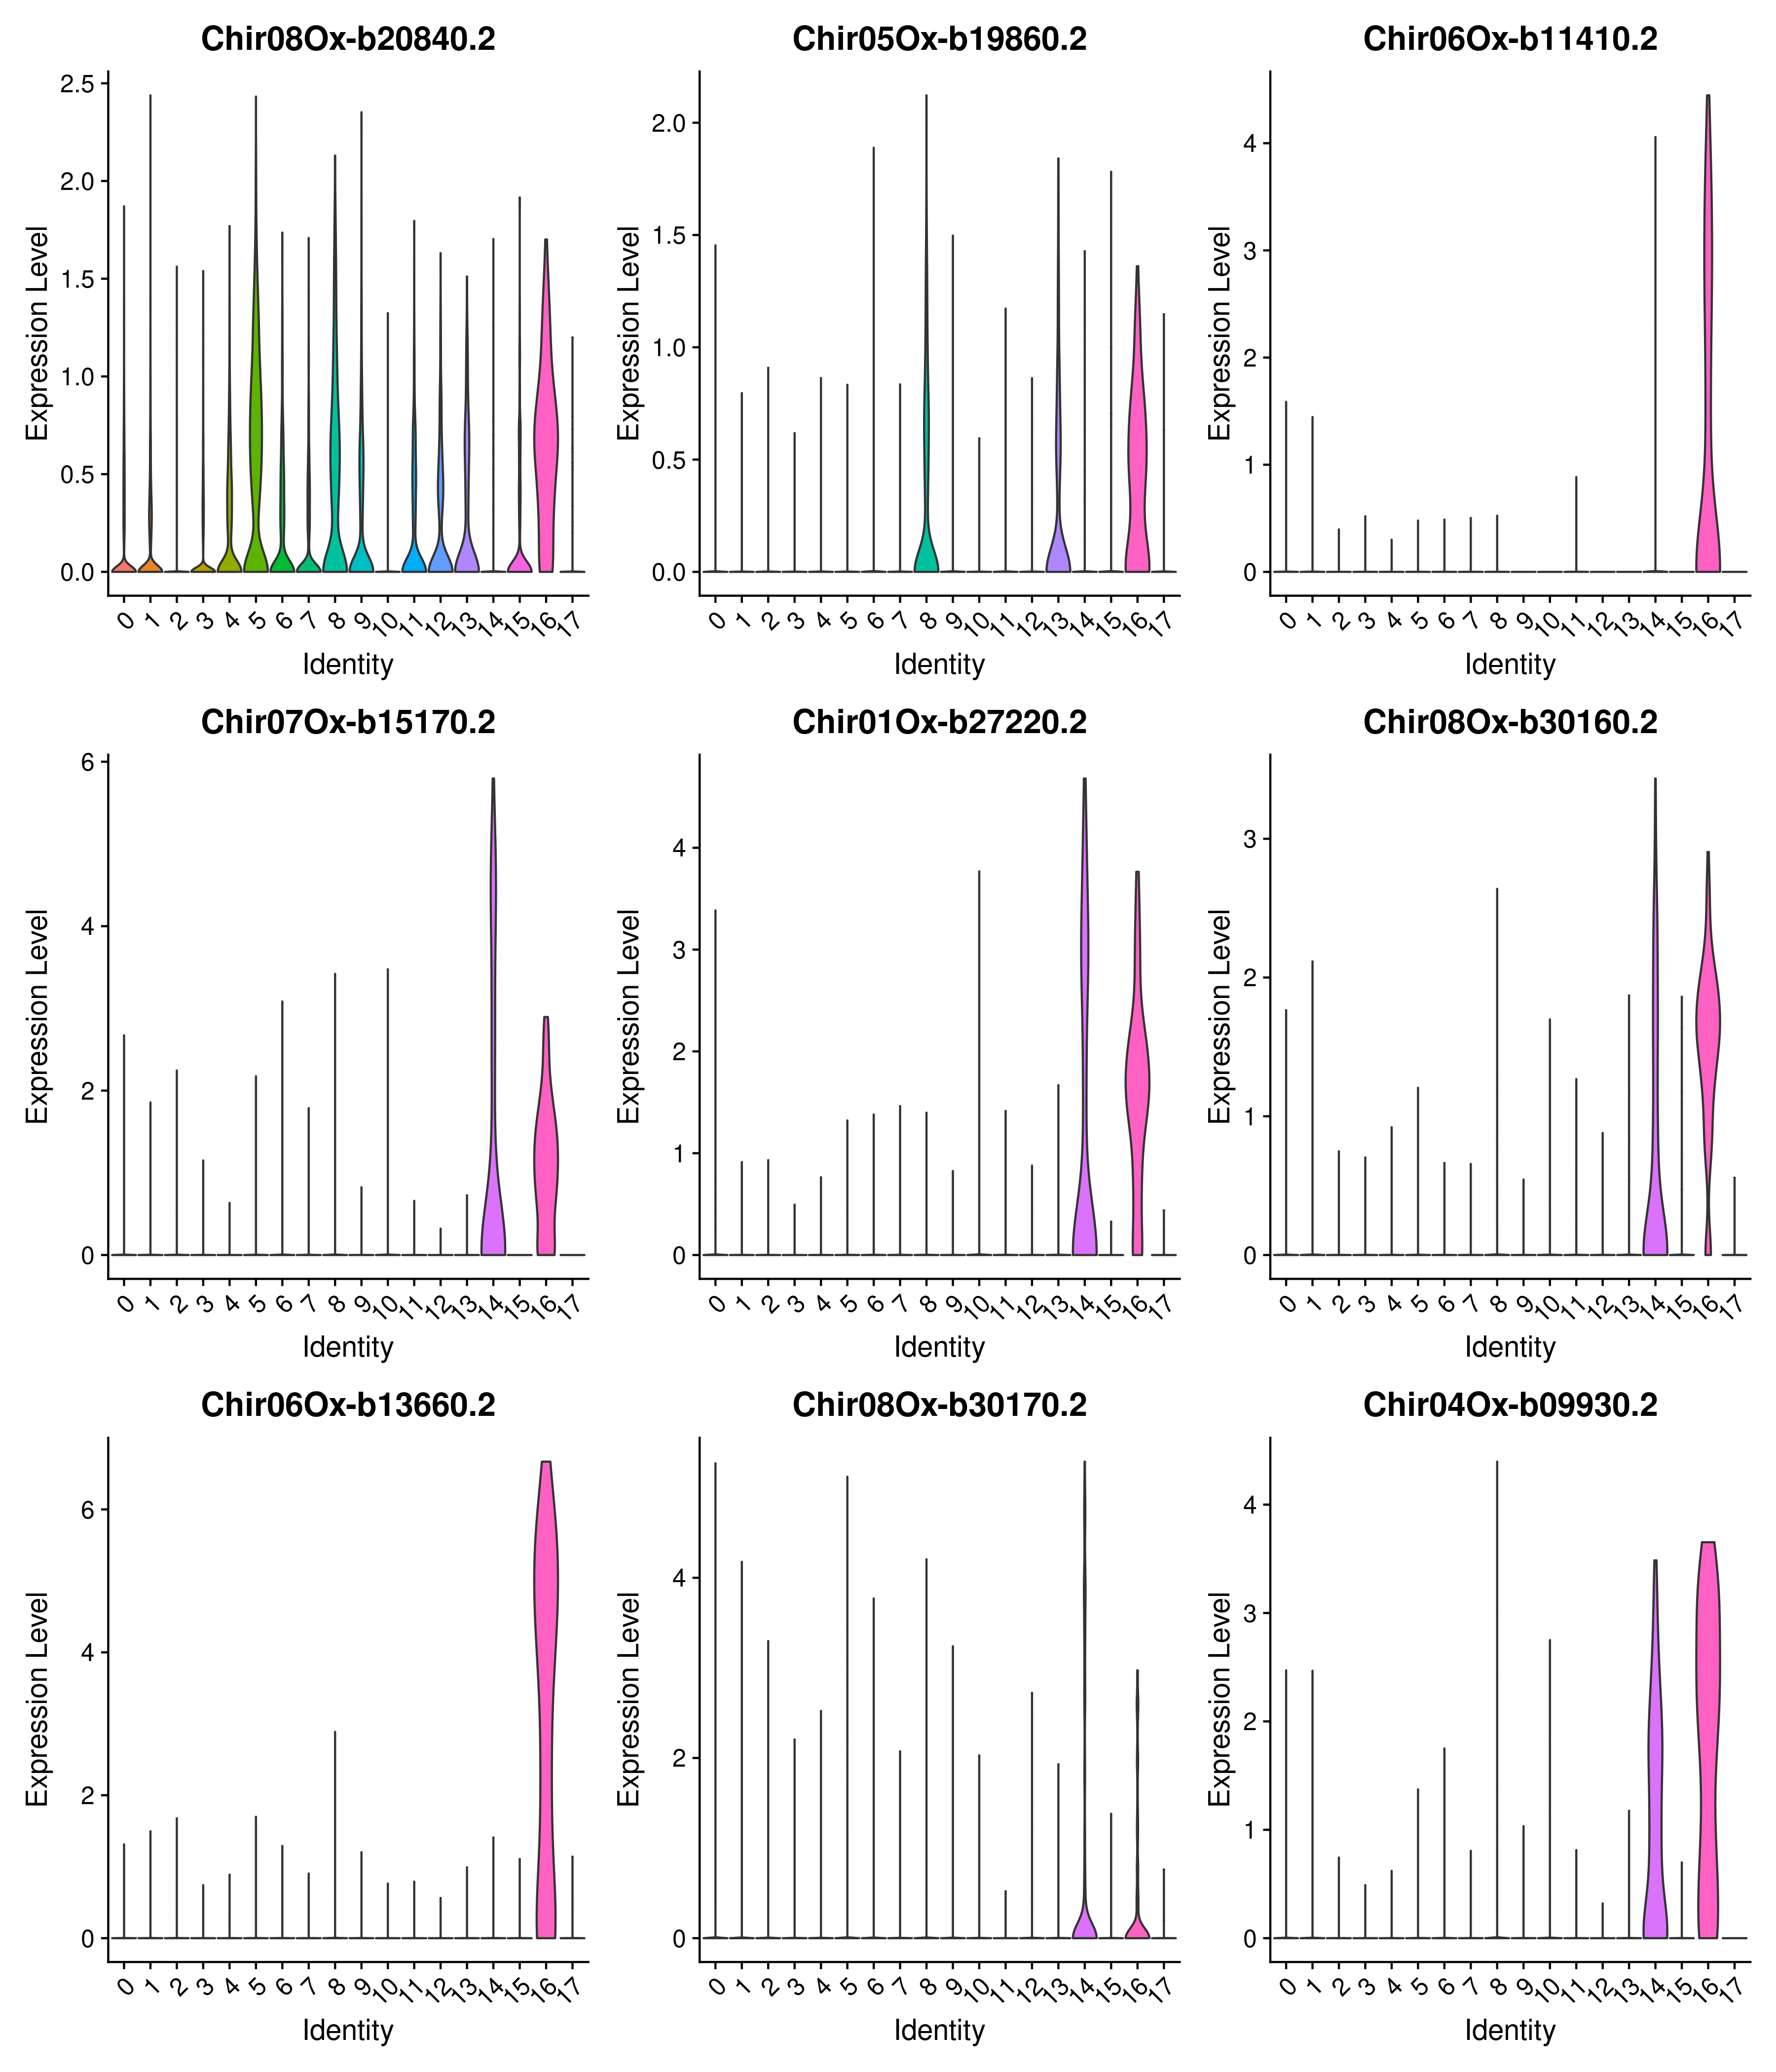 Chir08Ox-b20840.2 Chir05Ox-b19860.2 Chir06Ox-b11410.2
Expression Level Expression Level Expression Level
2.5 2.0 1.5 1.0 0.5 0.0
2.0 1.5 1.0 0.5 0.0
4 3 2 1 0
0 1 2 3 4 5 6 7 8 9 10 11 12 13 14 15 16 17
0 1 2 3 4 5 6 7 8 9 10 11 12 13 14 15 16 17
0 1 2 3 4 5 6 7 8 9 10 11 12 13 14 15 16 17
Identity Identity Identity
Chir07Ox-b15170.2 Chir01Ox-b27220.2 Chir08Ox-b30160.2
Expression Level Expression Level Expression Level
6 4 2 0
4 3 2 1 0
3 2 1 0
0 1 2 3 4 5 6 7 8 9 10 11 12 13 14 15 16 17
0 1 2 3 4 5 6 7 8 9 10 11 12 13 14 15 16 17
0 1 2 3 4 5 6 7 8 9 10 11 12 13 14 15 16 17
Identity Identity Identity
Chir06Ox-b13660.2 Chir08Ox-b30170.2 Chir04Ox-b09930.2
Expression Level Expression Level Expression Level
6 4 2 0
4 2 0
4 3 2 1 0
0 1 2 3 4 5 6 7 8 9 10 11 12 13 14 15 16 17
0 1 2 3 4 5 6 7 8 9 10 11 12 13 14 15 16 17
0 1 2 3 4 5 6 7 8 9 10 11 12 13 14 15 16 17
Identity Identity Identity